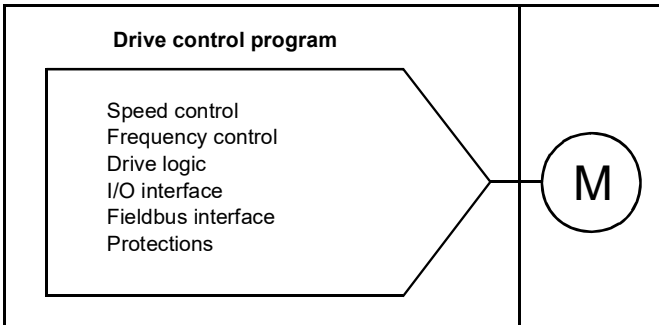 Drive control program
Speed control
Frequency control
Drive logic
I/O interface
Fieldbus interface
Protections
M